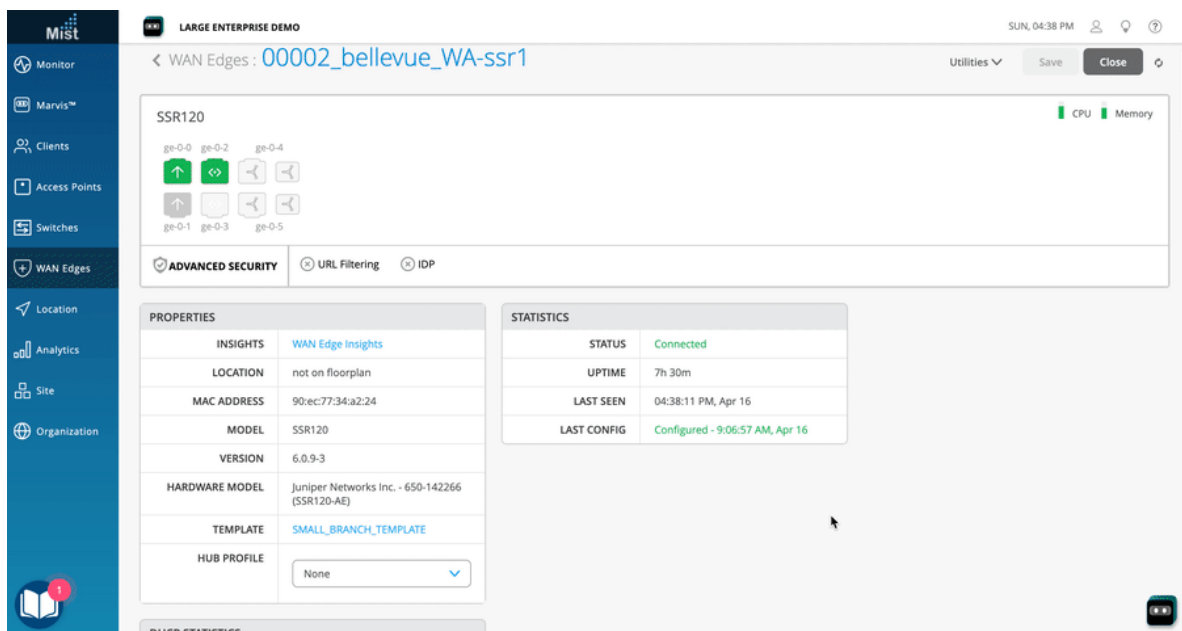 Mist
LARGE ENTERPRISE DEMO
SUN, 04:38 PM
Monitor
Marvis™
Clients
Access Points
Switches
WAN Edges
Location
Analytics
Site
Organization
1
< WAN Edges : 00002_bellevue_WA-ssr1
Utilities
Save
Close
SSR120
CPU
Memory
ge-0-0 ge-0-2 ge-0-4
ge-0-1 ge-0-3 ge-0-5
ADVANCED SECURITY
URL Filtering
IDP
PROPERTIES
INSIGHTS WAN Edge Insights
LOCATION not on floorplan
MAC ADDRESS 90:ec:77:34:a2:24
MODEL SSR120
VERSION 6.0.9-3
HARDWARE MODEL Juniper Networks Inc. - 650-142266
(SSR120-AE)
TEMPLATE SMALL_BRANCH_TEMPLATE
HUB PROFILE
None
STATISTICS
STATUS Connected
UPTIME 7h 30m
LAST SEEN 04:38:11 PM, Apr 16
LAST CONFIG Configured - 9:06:57 AM, Apr 16
DHCP STATISTICS